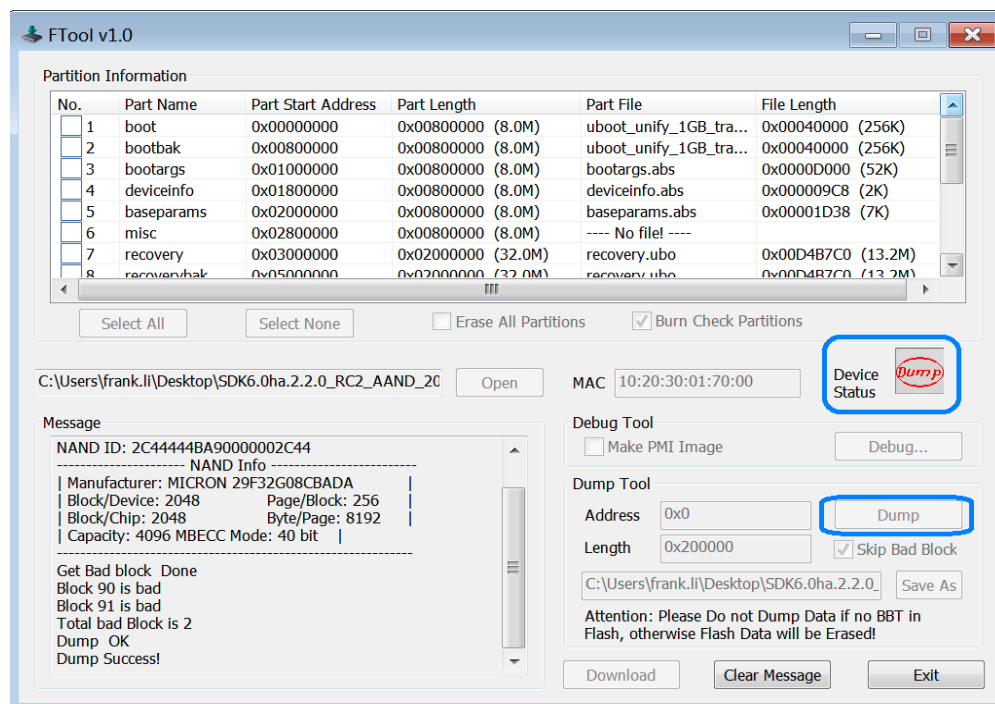 FTool v1.0
Partition Information
No. Part Name Part Start Address Part Length Part File File Length
1 boot 0x00000000 0x00800000 (8.0M) uboot_unify_1GB_tra... 0x00040000 (256K)
2 bootbak 0x00800000 0x00800000 (8.0M) uboot_unify_1GB_tra... 0x00040000 (256K)
3 bootargs 0x01000000 0x00800000 (8.0M) bootargs.abs 0x0000D000 (52K)
4 deviceinfo 0x01800000 0x00800000 (8.0M) deviceinfo.abs 0x000009C8 (2K)
5 baseparams 0x02000000 0x00800000 (8.0M) baseparams.abs 0x00001D38 (7K)
6 misc 0x02800000 0x00800000 (8.0M) ---- No file! ----
7 recovery 0x03000000 0x02000000 (32.0M) recovery.ubo 0x00D4B7C0 (13.2M)
8 recoverybak 0x05000000 0x02000000 (32.0M) recovery.ubo 0x00D4B7C0 (13.2M)
Select All Select None Erase All Partitions Burn Check Partitions
C:\Users\frank.li\Desktop\SDK6.0ha.2.2.0_RC2_AAND_20 Open MAC 10:20:30:01:70:00 Device Status Dump
Message
NAND ID: 2C44444BA90000002C44
---------------------- NAND Info -------------------------
| Manufacturer: MICRON 29F32G08CBADA |
| Block/Device: 2048 Page/Block: 256 |
| Block/Chip: 2048 Byte/Page: 8192 |
| Capacity: 4096 MBECC Mode: 40 bit |
-------------------------------------------------------------
Get Bad block Done
Block 90 is bad
Block 91 is bad
Total bad Block is 2
Dump OK
Dump Success!
Debug Tool
Make PMI Image Debug...
Dump Tool
Address 0x0 Dump
Length 0x200000 Skip Bad Block
C:\Users\frank.li\Desktop\SDK6.0ha.2.2.0_ Save As
Attention: Please Do not Dump Data if no BBT in
Flash, otherwise Flash Data will be Erased!
Download Clear Message Exit